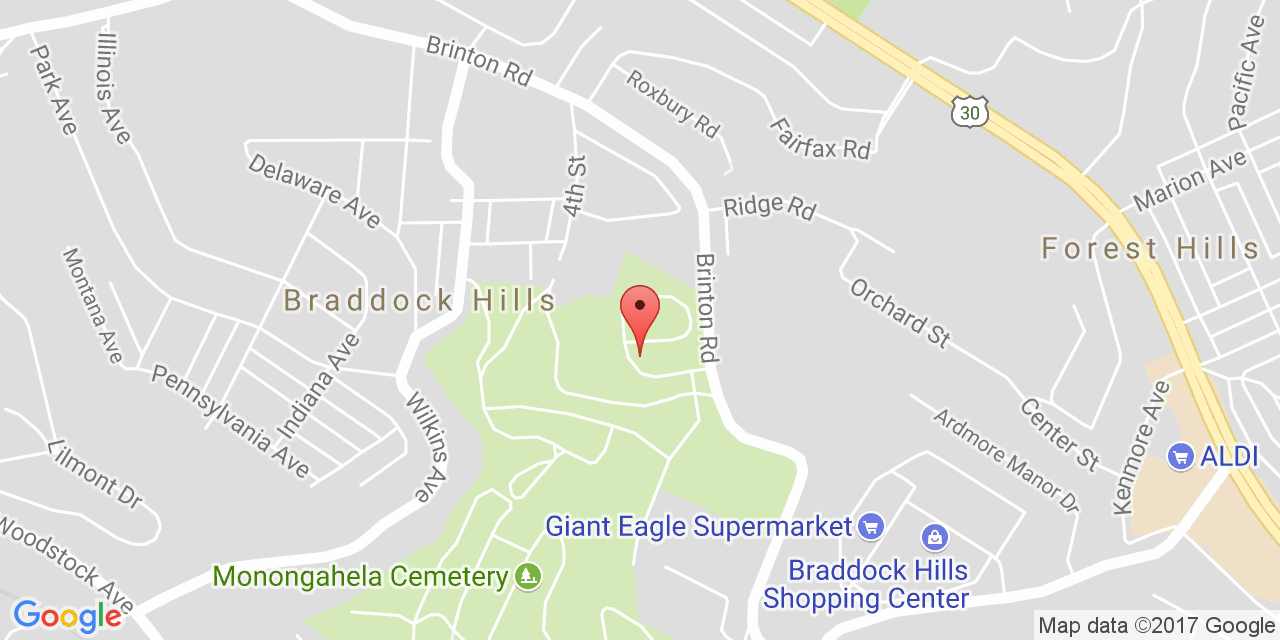 Brinton Rd
Park Ave
Illinois Ave
Roxbury Rd
Fairfax Rd
30
Pacific Ave
Marion Ave
Delaware Ave
4th St
Ridge Rd
Forest Hills
Montana Ave
Braddock Hills
Brinton Rd
Orchard St
Pennsylvania Ave
Indiana Ave
Wilkins Ave
Center St
Kenmore Ave
Ardmore Manor Dr
ALDI
Lilmont Dr
Woodstock Ave
Giant Eagle Supermarket
Monongahela Cemetery
Braddock Hills
Shopping Center
Google
Map data ©2017 Google